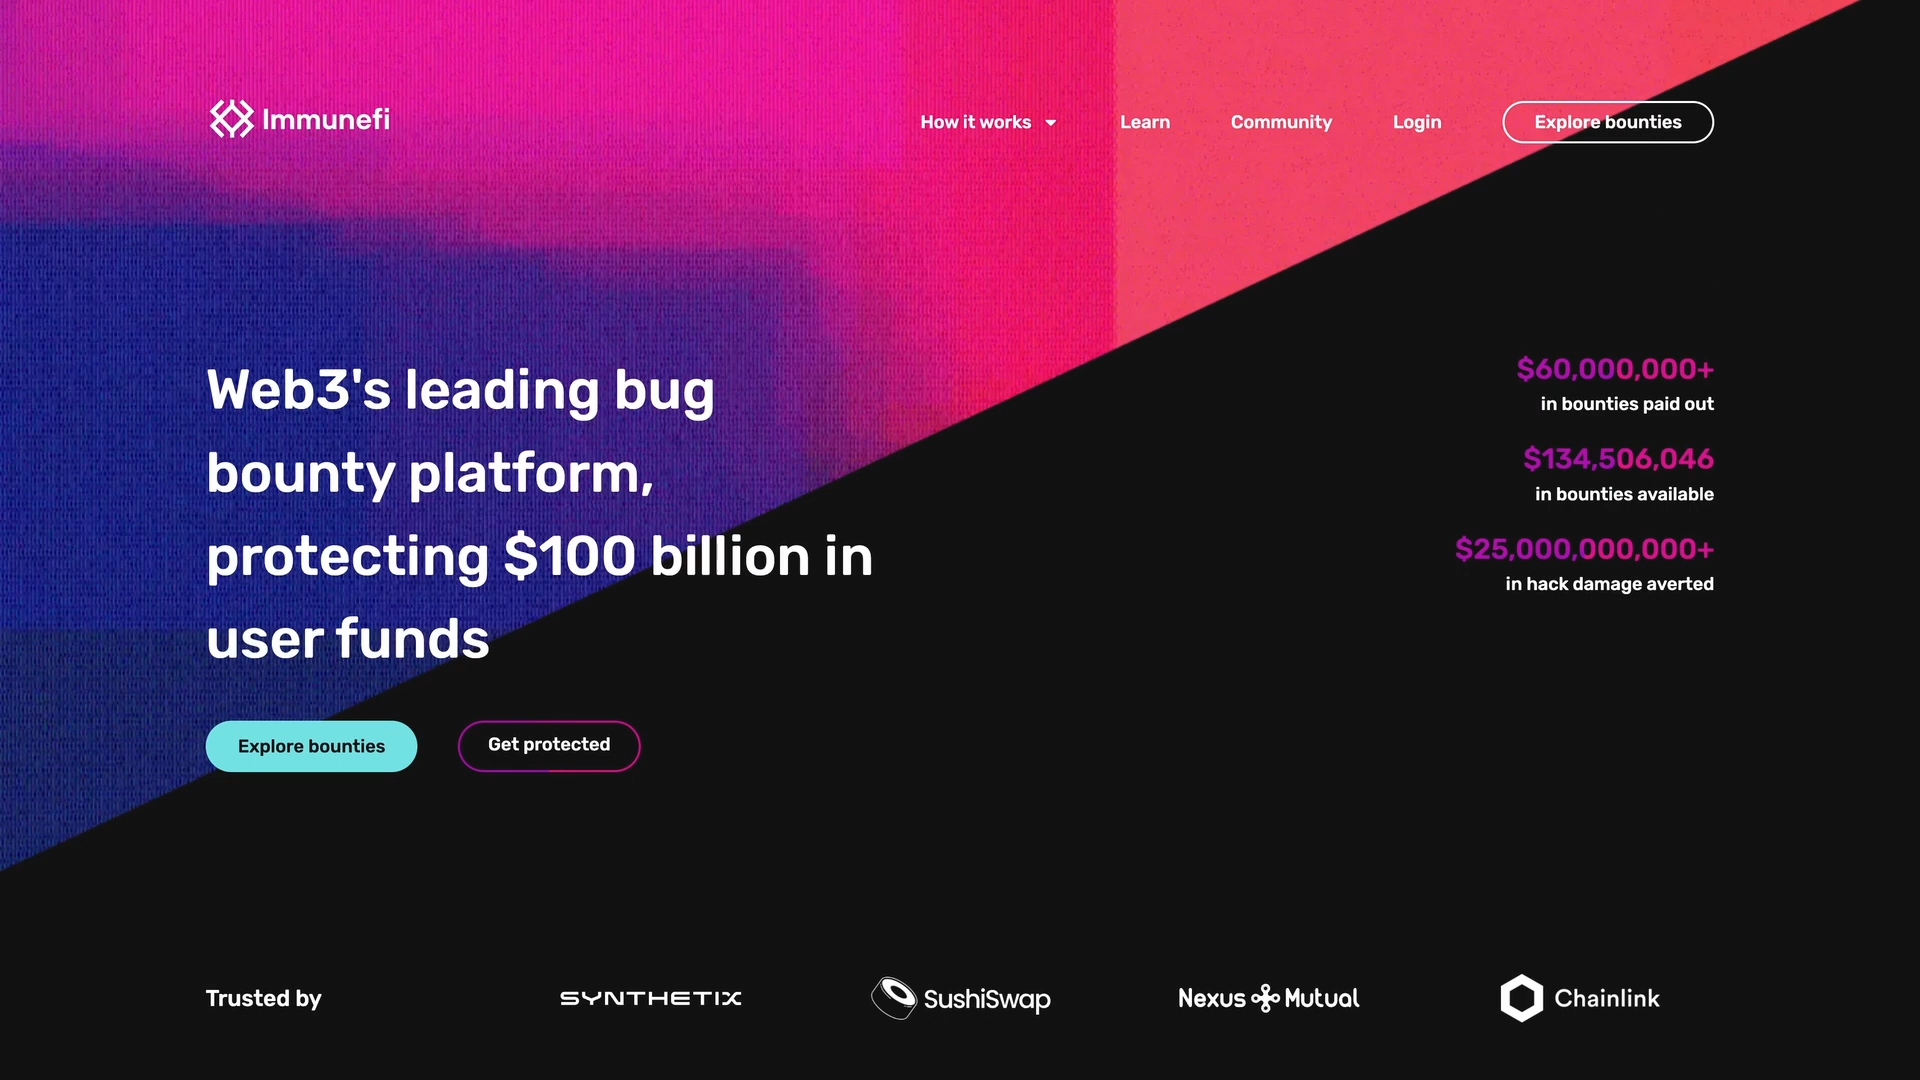 Immunefi
How it works
Learn
Community
Login
Explore bounties
Web3's leading bug
bounty platform,
protecting $100 billion in
user funds
Explore bounties
Get protected
$60,000,000+
in bounties paid out
$134,506,046
in bounties available
$25,000,000,000+
in hack damage averted
Trusted by
SYNTHETIX
SushiSwap
Nexus Mutual
Chainlink